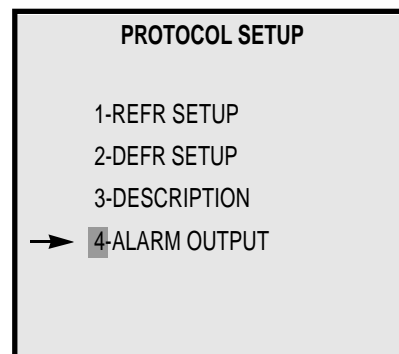 PROTOCOL SETUP
1-REFR SETUP
2-DEFR SETUP
3-DESCRIPTION
4-ALARM OUTPUT